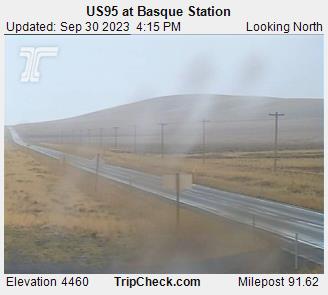 US95 at Basque Station
Updated: Sep 30 2023 4:15 PM
Looking North
Elevation 4460
TripCheck.com
Milepost 91.62